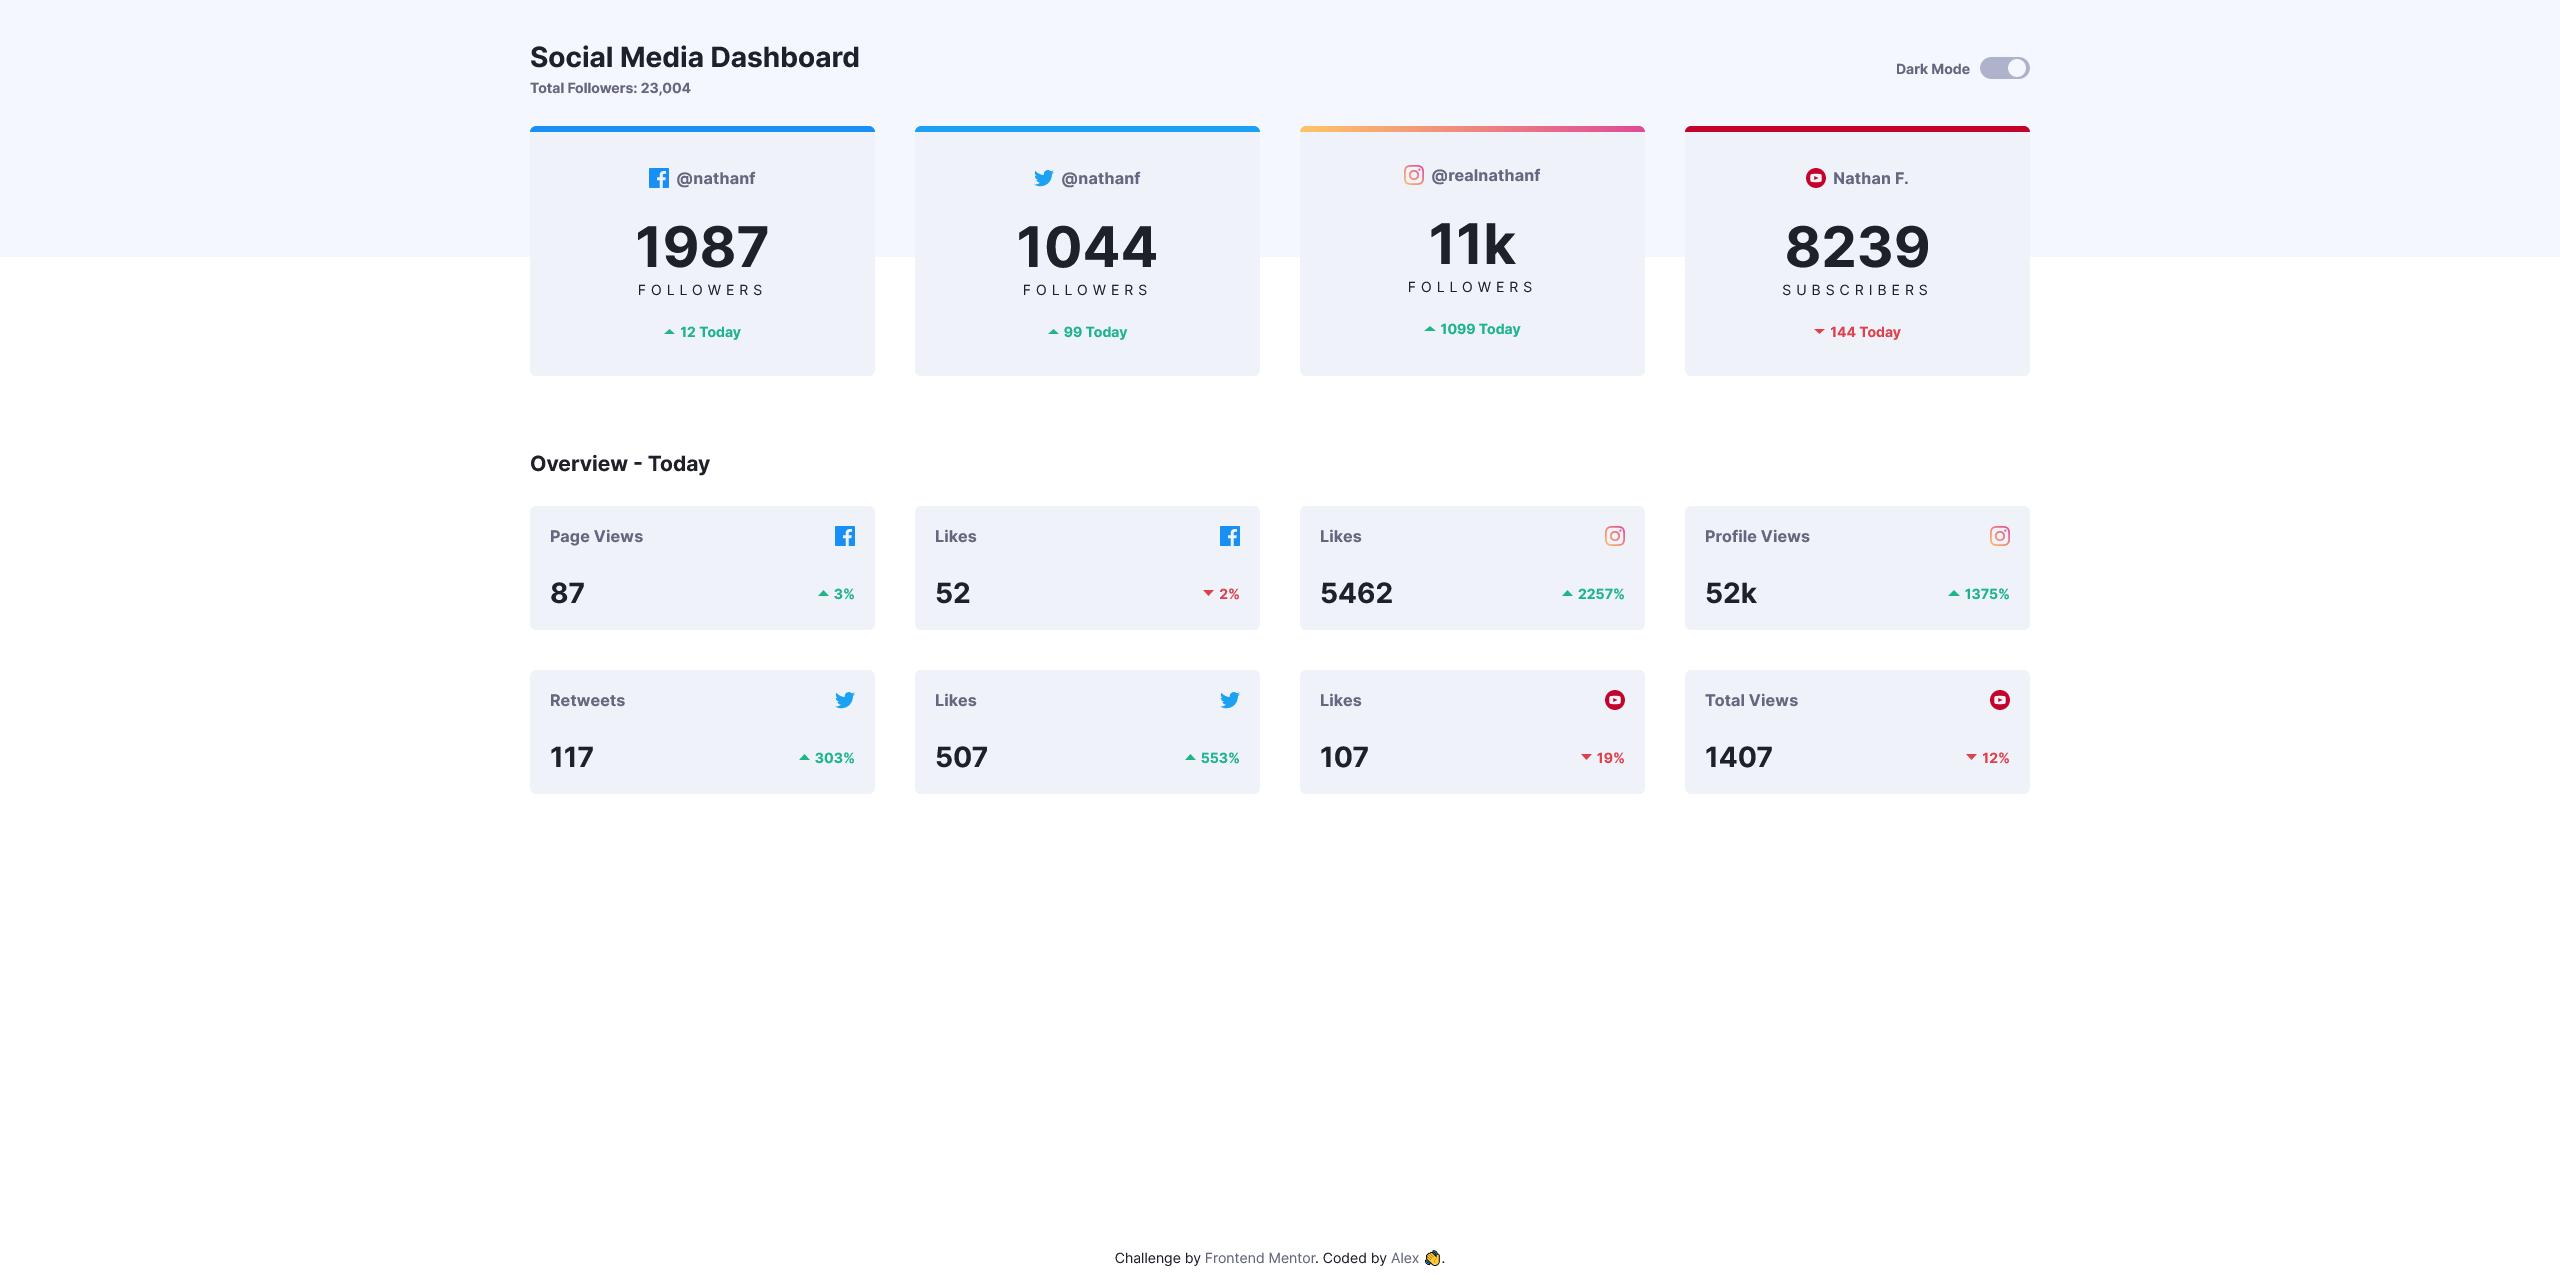 Social Media Dashboard
Total Followers: 23,004
Dark Mode
@nathanf
1987
FOLLOWERS
12 Today
@nathanf
1044
FOLLOWERS
99 Today
@realnathanf
11k
FOLLOWERS
1099 Today
Nathan F.
8239
SUBSCRIBERS
144 Today
Overview - Today
Page Views
87
3%
Likes
52
2%
Likes
5462
2257%
Profile Views
52k
1375%
Retweets
117
303%
Likes
507
553%
Likes
107
19%
Total Views
1407
12%
Challenge by Frontend Mentor. Coded by Alex 👏.